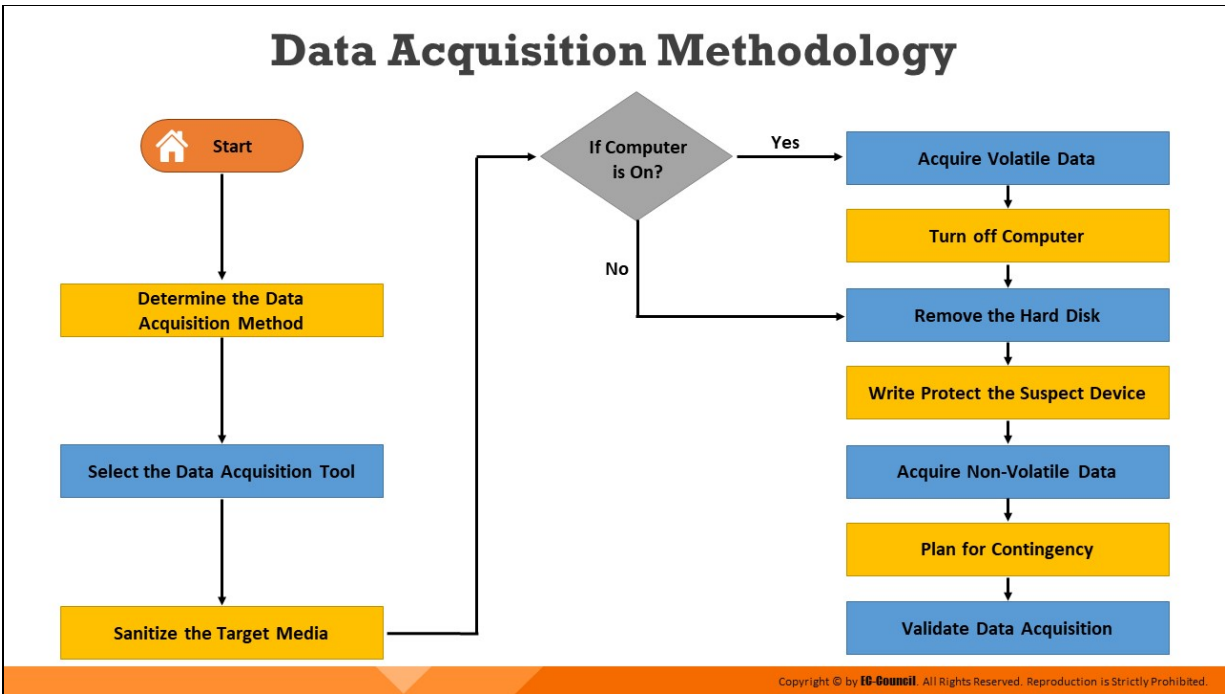 Data Acquisition Methodology
Start
Determine the Data
Acquisition Method
Select the Data Acquisition Tool
Sanitize the Target Media
If Computer
is On?
Yes
No
Acquire Volatile Data
Turn off Computer
Remove the Hard Disk
Write Protect the Suspect Device
Acquire Non-Volatile Data
Plan for Contingency
Validate Data Acquisition
Copyright © by EC-Council. All Rights Reserved. Reproduction is Strictly Prohibited.